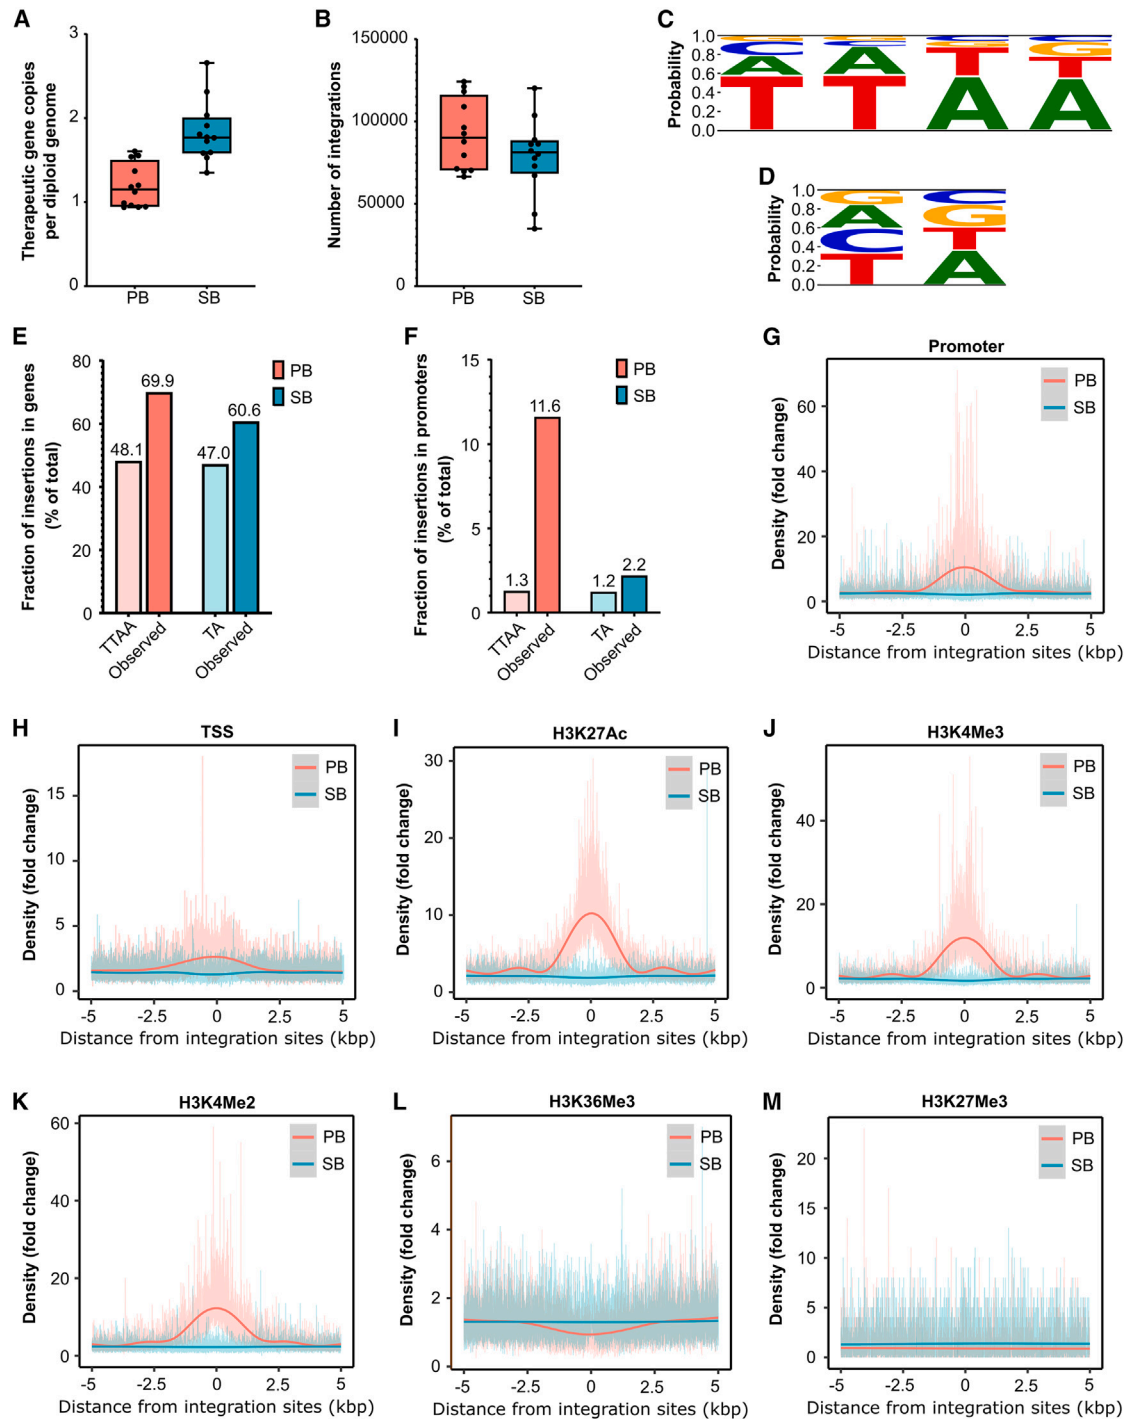 A
Therapeutic gene copies
per diploid genome
3
2
1
0
PB
SB
B
Number of integrations
150000
100000
50000
0
PB
SB
C
Probability
1.0
0.8
0.6
0.4
0.2
0.0
G
C
A
T
G
C
A
T
C
G
T
A
C
G
T
A
D
Probability
1.0
0.8
0.6
0.4
0.2
0.0
G
A
C
T
C
G
T
A
E
Fraction of insertions in genes
(% of total)
80
60
40
20
0
48.1
69.9
47.0
60.6
TTAA
Observed
TA
Observed
PB
SB
F
Fraction of insertions in promoters
(% of total)
15
10
5
0
1.3
11.6
1.2
2.2
TTAA
Observed
TA
Observed
PB
SB
G
Promoter
Density (fold change)
60
40
20
0
PB
SB
-5 -2.5 0 2.5 5
Distance from integration sites (kbp)
H
TSS
Density (fold change)
15
10
5
0
PB
SB
-5 -2.5 0 2.5 5
Distance from integration sites (kbp)
I
H3K27Ac
Density (fold change)
30
20
10
0
PB
SB
-5 -2.5 0 2.5 5
Distance from integration sites (kbp)
J
H3K4Me3
Density (fold change)
40
20
0
PB
SB
-5 -2.5 0 2.5 5
Distance from integration sites (kbp)
K
H3K4Me2
Density (fold change)
60
40
20
0
PB
SB
-5 -2.5 0 2.5 5
Distance from integration sites (kbp)
L
H3K36Me3
Density (fold change)
6
4
2
0
PB
SB
-5 -2.5 0 2.5 5
Distance from integration sites (kbp)
M
H3K27Me3
Density (fold change)
20
15
10
5
0
PB
SB
-5 -2.5 0 2.5 5
Distance from integration sites (kbp)